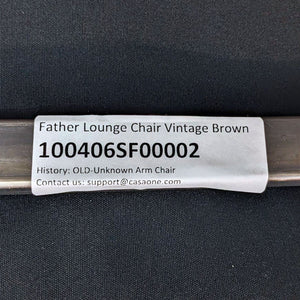 Father Lounge Chair Vintage Brown
100406SF00002
History: OLD-Unknown Arm Chair
Contact us: support@casaone.com